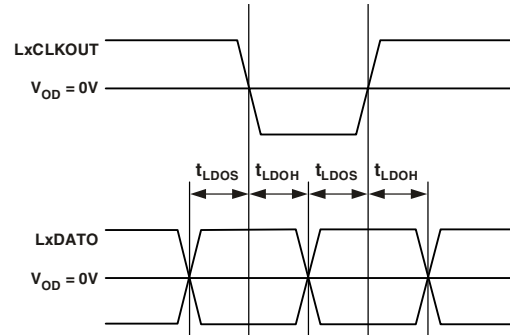 LxCLKOUT
V_OD = 0V
t_LDOS t_LDOH t_LDOS t_LDOH
LxDATO
V_OD = 0V